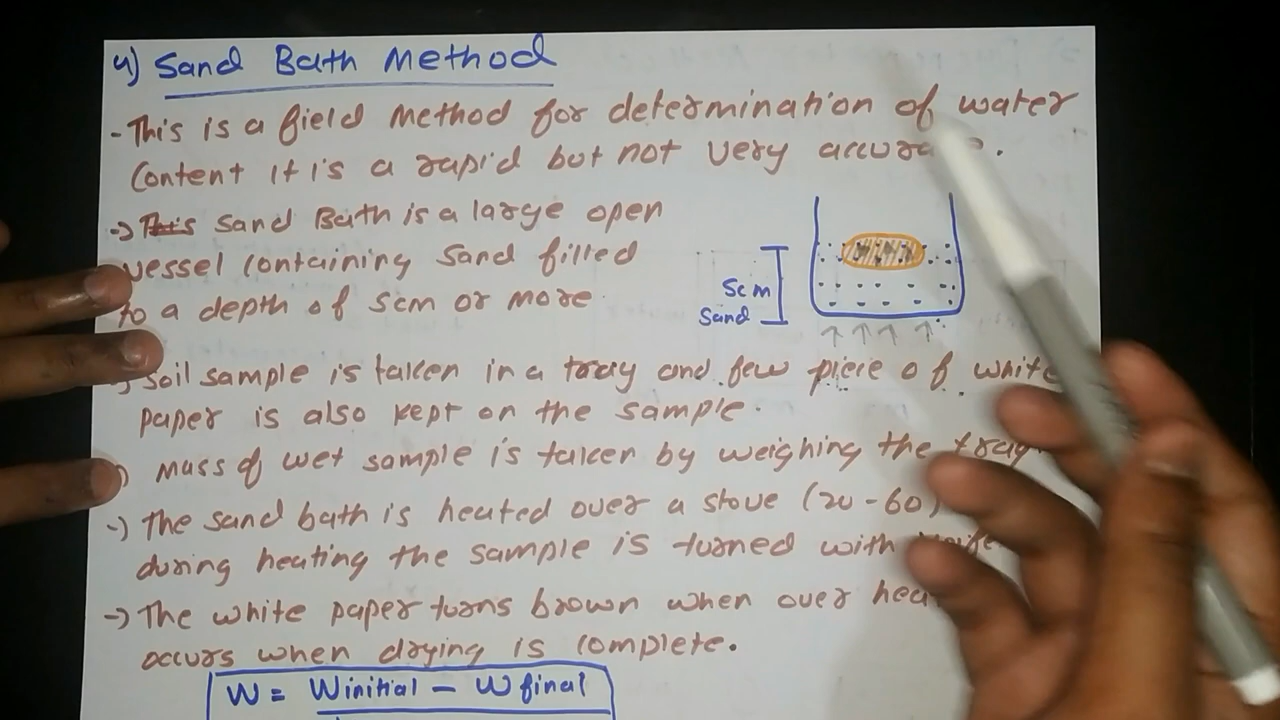 4) Sand Bath Method
- This is a field method for determination of water
content it is a rapid but not very
-> This Sand Bath is a large open
vessel containing sand filled
to a depth of 5cm or more
5cm
sand
Soil sample is taken in a tray and few piece of white
paper is also kept on the sample.
Mass of wet sample is taken by weighing the tray
-) The sand bath is heated over a stove (20-60)
during heating the sample is turned with
-> The white paper turns brown when over
occurs when drying is complete.
W = Winitial - W final